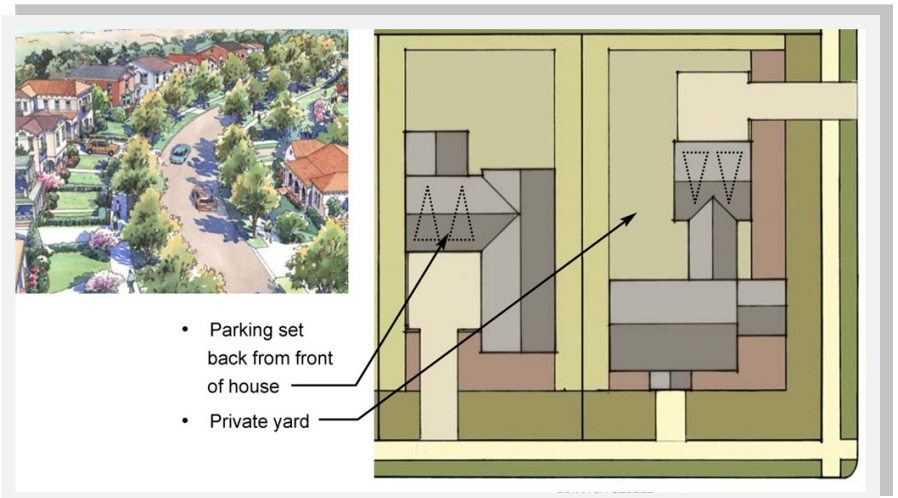 • Parking set
back from front
of house
• Private yard